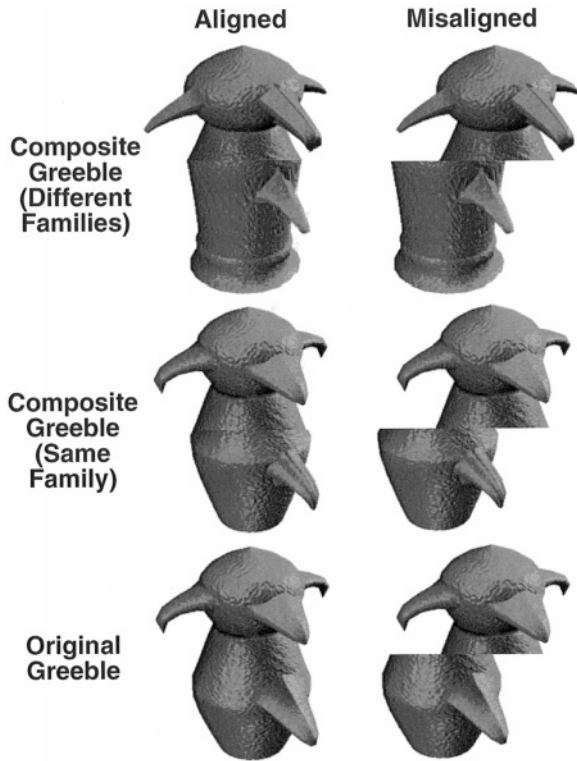 Aligned
Misaligned
Composite
Greeble
(Different
Families)
Composite
Greeble
(Same
Family)
Original
Greeble